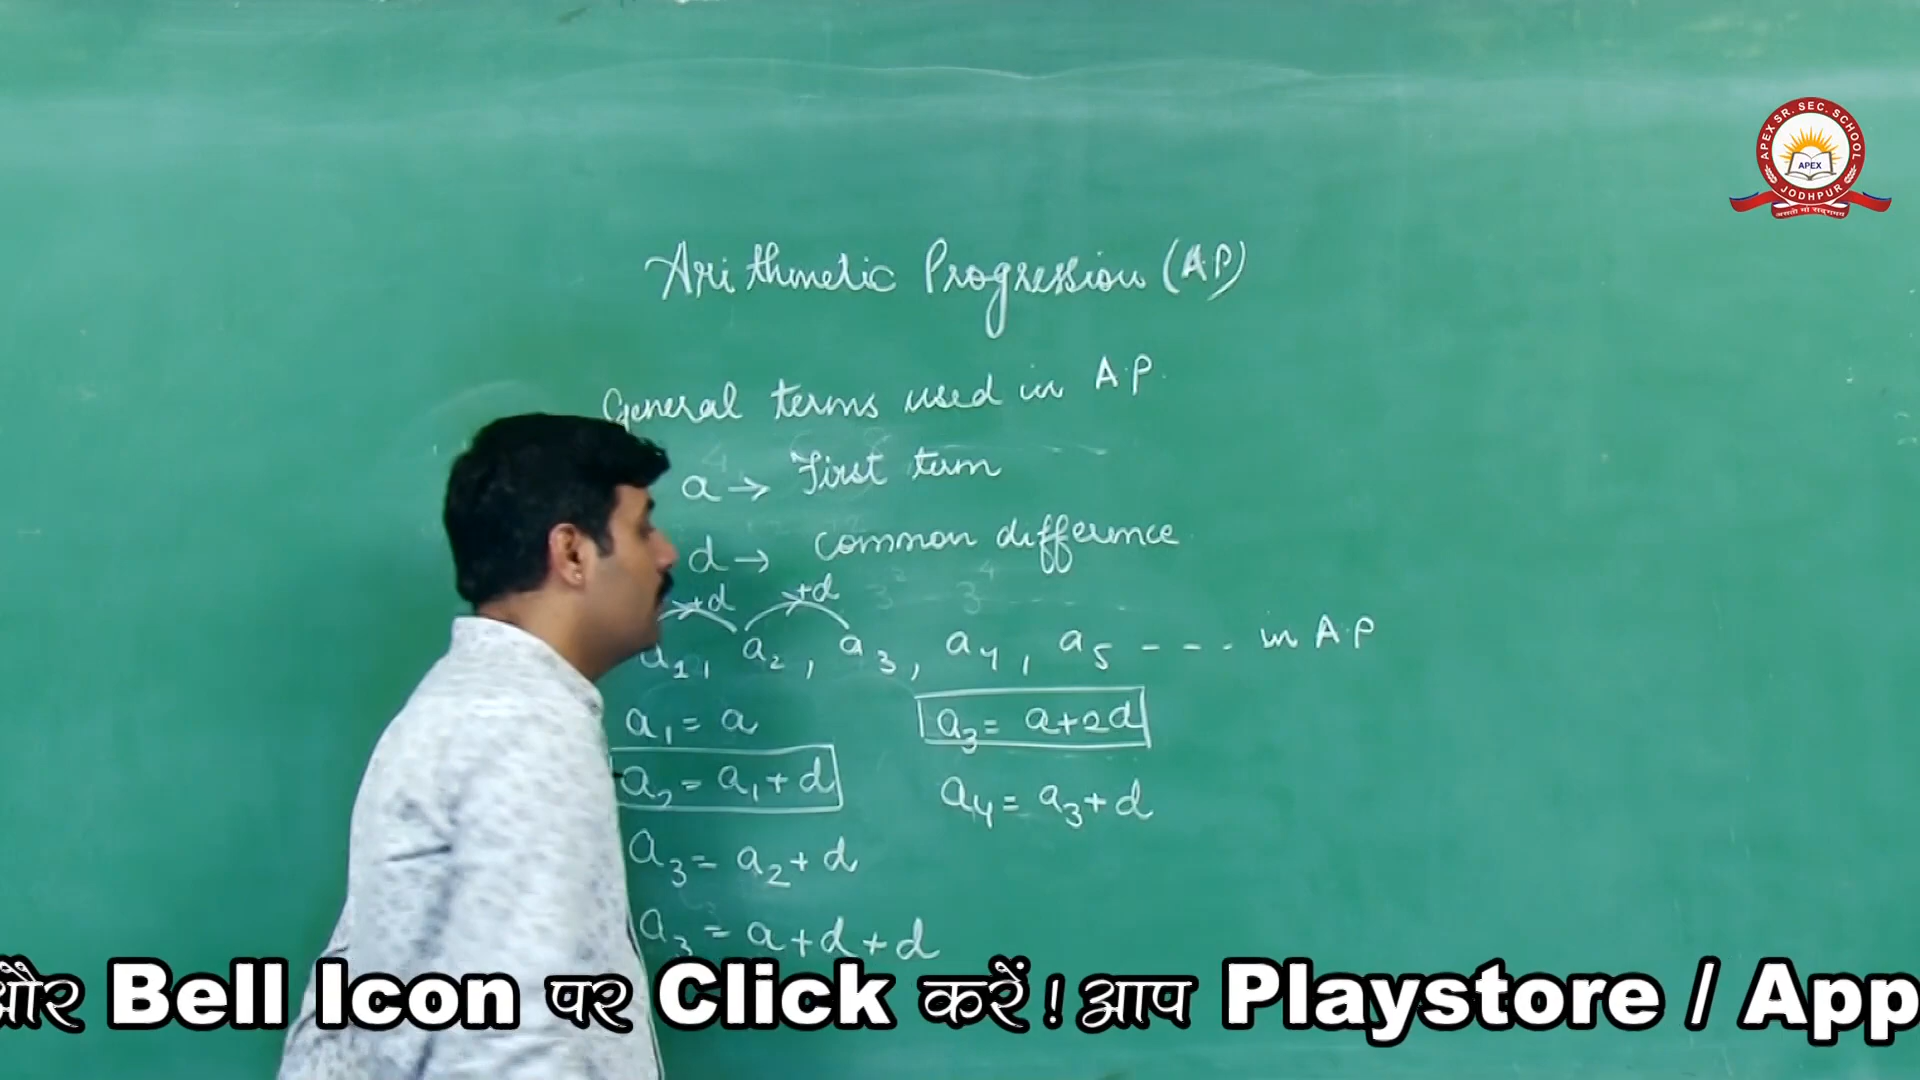 APEX SR. SEC. SCHOOL
APEX
JODHPUR
Arithmetic Progression (AP)
General terms used in A.P.
a → First term
d → common difference
+d +d
a1, a2, a3, a4, a5 - - - - in A.P
a1 = a
a2 = a1 + d
a3 = a2 + d
a3 = a + d + d
a3 = a + 2d
a4 = a3 + d
और Bell Icon पर Click करें ! आप Playstore / App